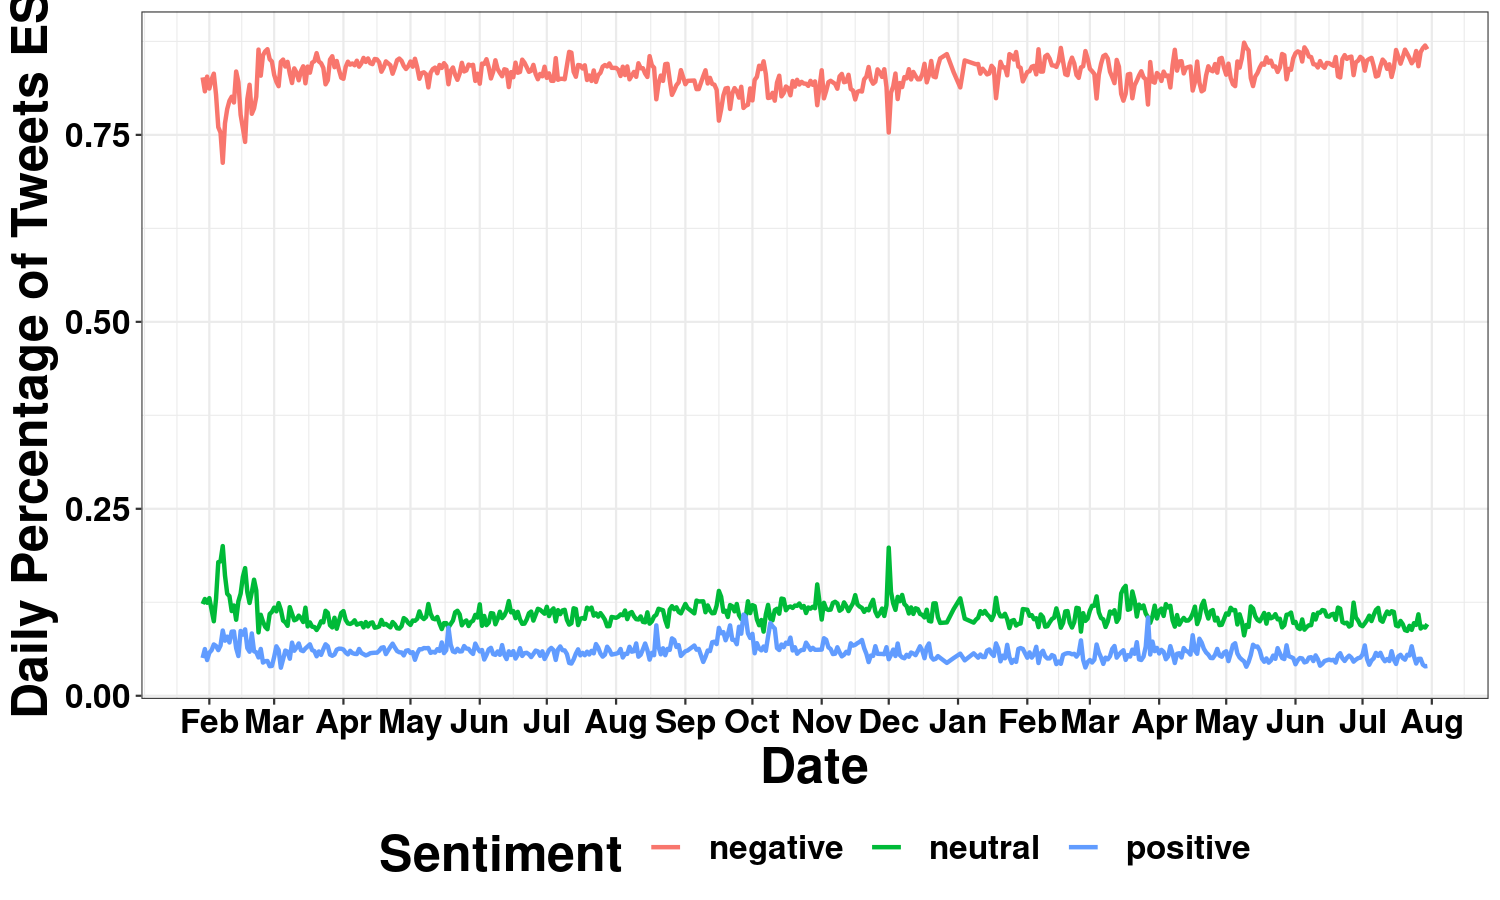 Daily Percentage of Tweets ES
0.75
0.50
0.25
0.00
Feb Mar Apr May Jun Jul Aug Sep Oct Nov Dec Jan Feb Mar Apr May Jun Jul Aug
Date
Sentiment negative neutral positive